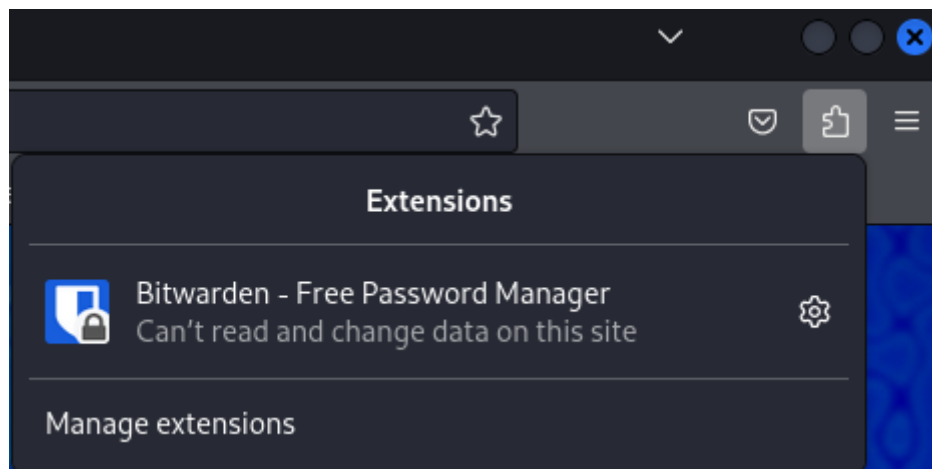 Extensions
Bitwarden - Free Password Manager
Can't read and change data on this site
Manage extensions